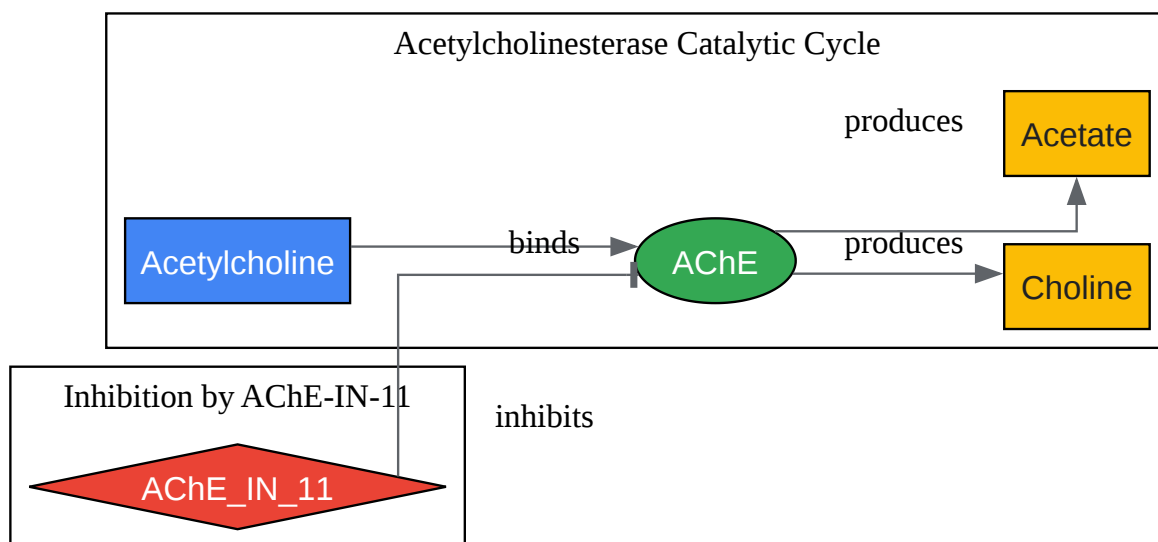 Acetylcholinesterase Catalytic Cycle
produces
Acetate
Acetylcholine
binds
AChE
produces
Choline
Inhibition by AChE-IN-11
inhibits
AChE_IN_11